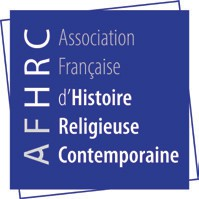 AFHRC
Association
Française
d'Histoire
Religieuse
Contemporaine